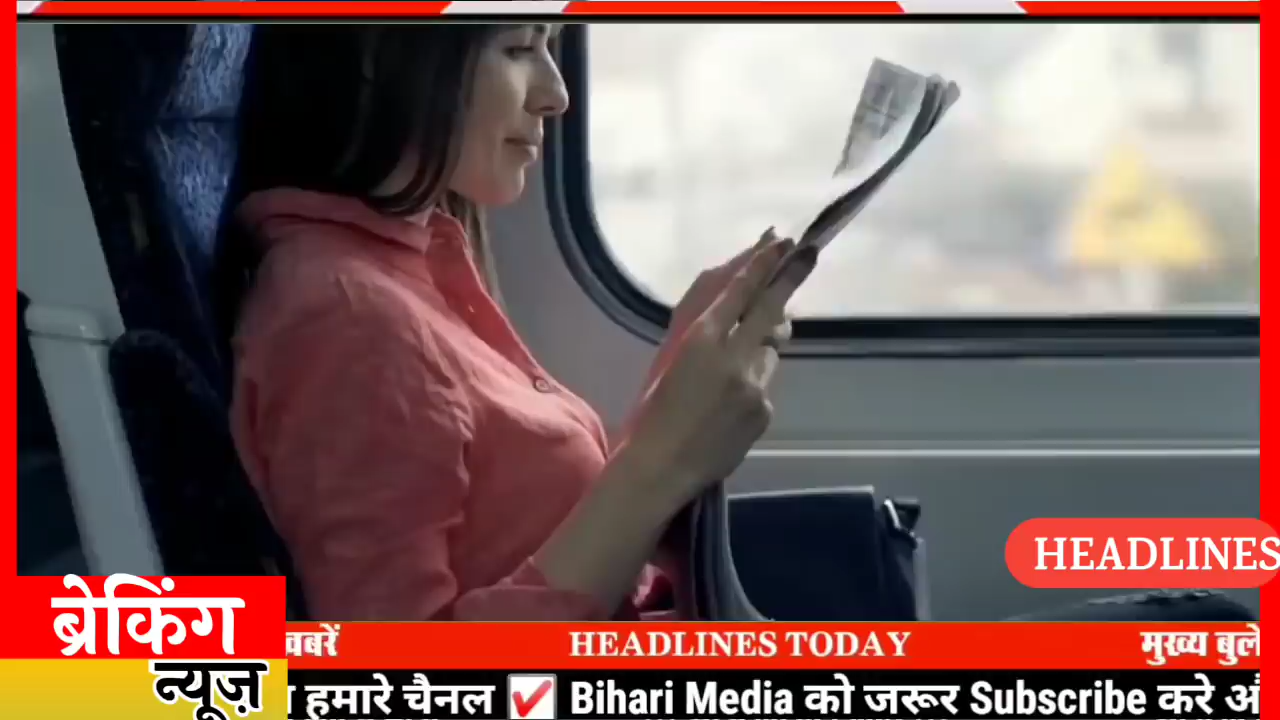 HEADLINES
ब्रेकिंग
न्यूज़
HEADLINES TODAY
मुख्य
हमारे चैनल Bihari Media को जरूर Subscribe करे